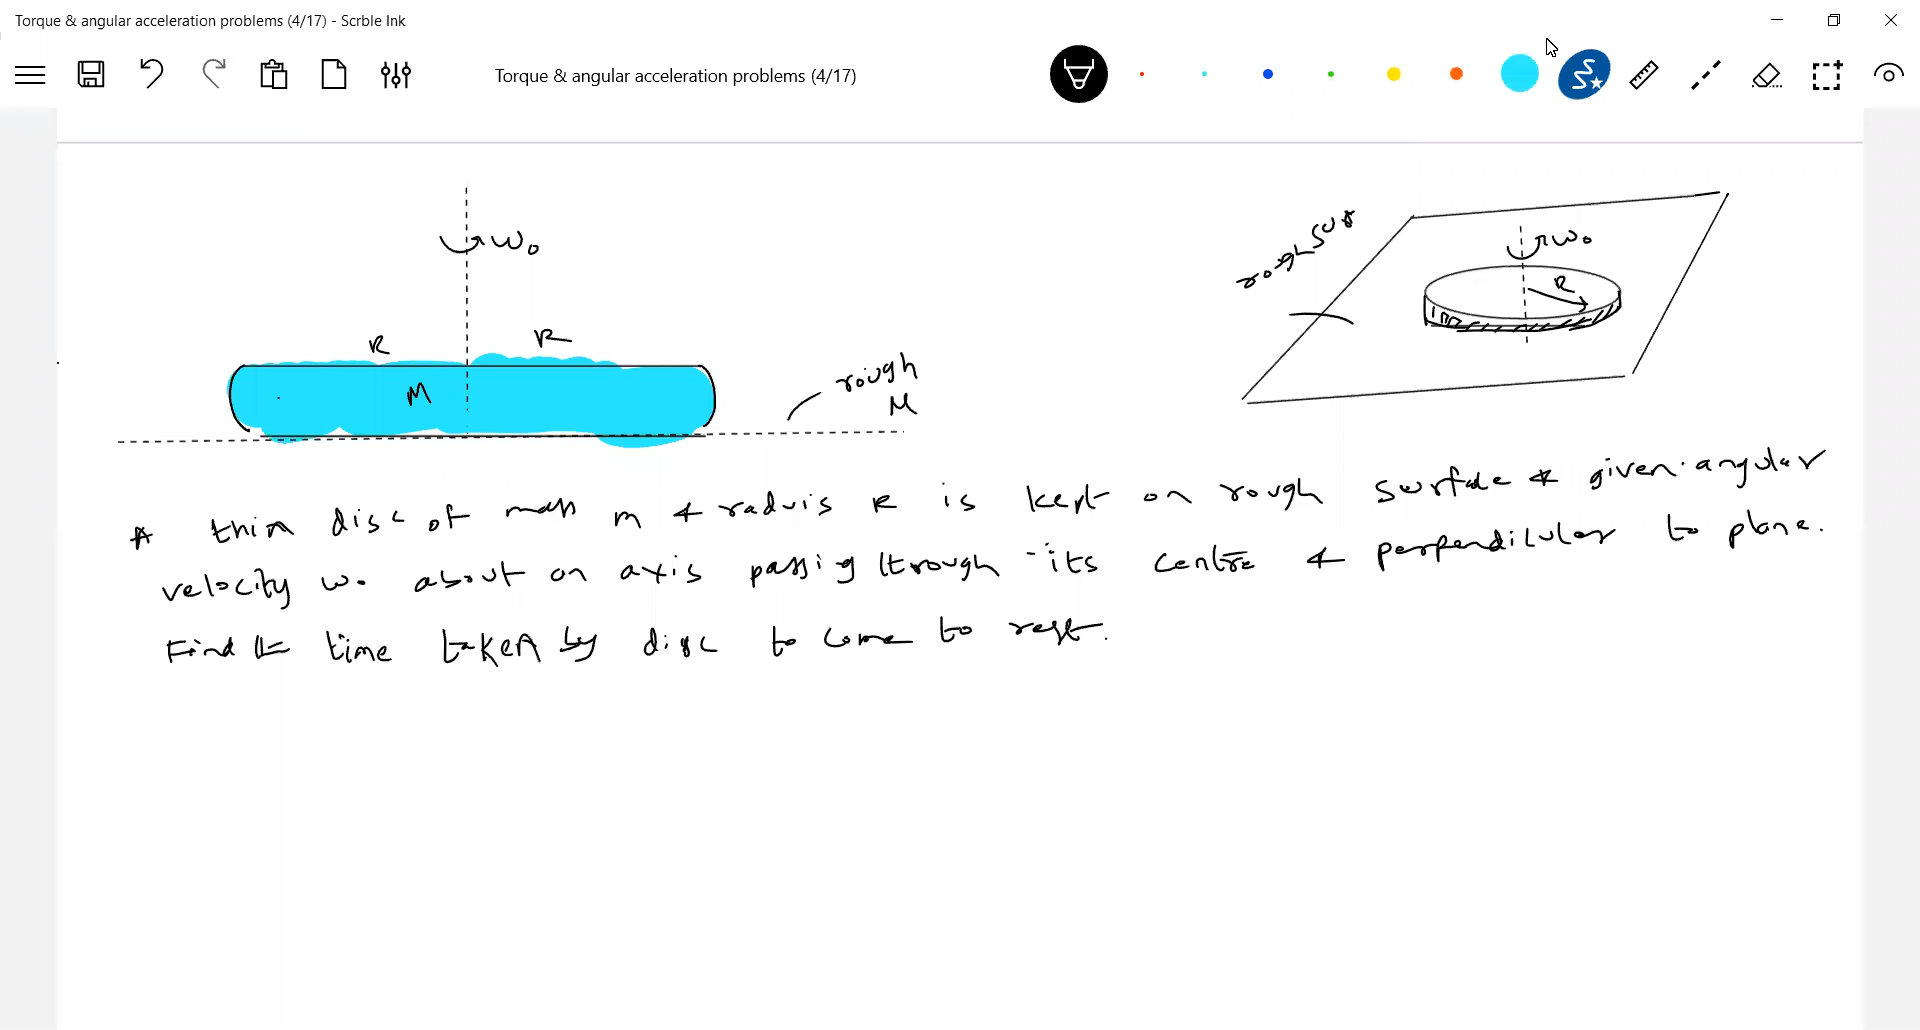 Torque & angular acceleration problems (4/17) - Scrble Ink
Torque & angular acceleration problems (4/17)
ω₀
R R
M
rough
μ
rough sur
ω₀
R
A thin disc of mass m & raduis R is kept on rough surface & given angular
velocity ω₀ about an axis passig through its centre & perpendicular to plane.
Find the time taken by disc to come to rest.